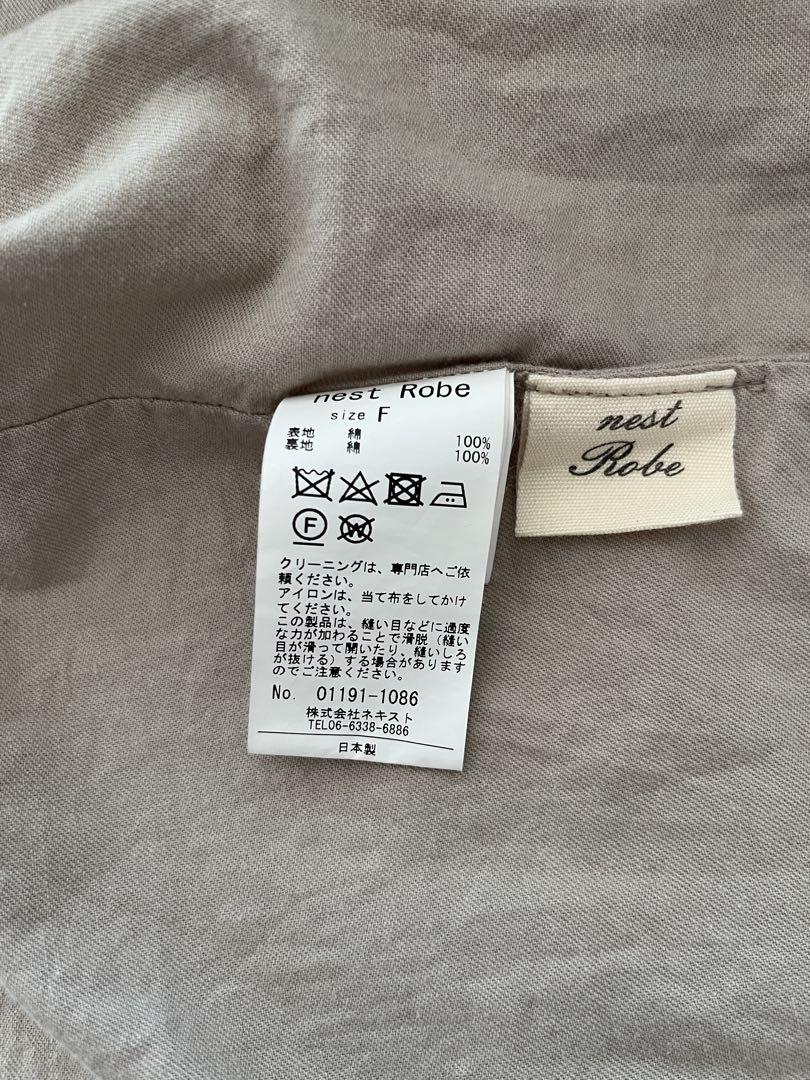 nest Robe
size F
表地 綿 100%
裏地 綿 100%
F W
クリーニングは、専門店へご依
頼ください。
アイロンは、当て布をしてかけ
てください。
この製品は、縫い目などに過度
な力が加わることで滑脱（縫い
目が滑って開いたり、縫いしろ
が抜ける）する場合があります
のでご注意ください。
No. 01191-1086
株式会社ネキスト
TEL06-6338-6886
日本製
nest
Robe